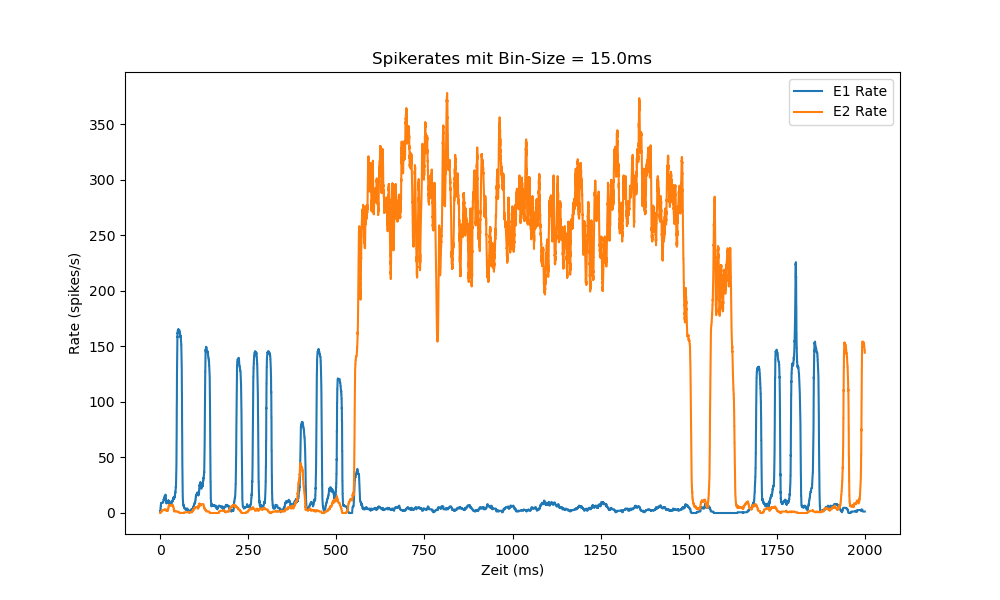 Spikerates mit Bin-Size = 15.0ms
E1 Rate
E2 Rate
Rate (spikes/s)
350
300
250
200
150
100
50
0
0 250 500 750 1000 1250 1500 1750 2000
Zeit (ms)